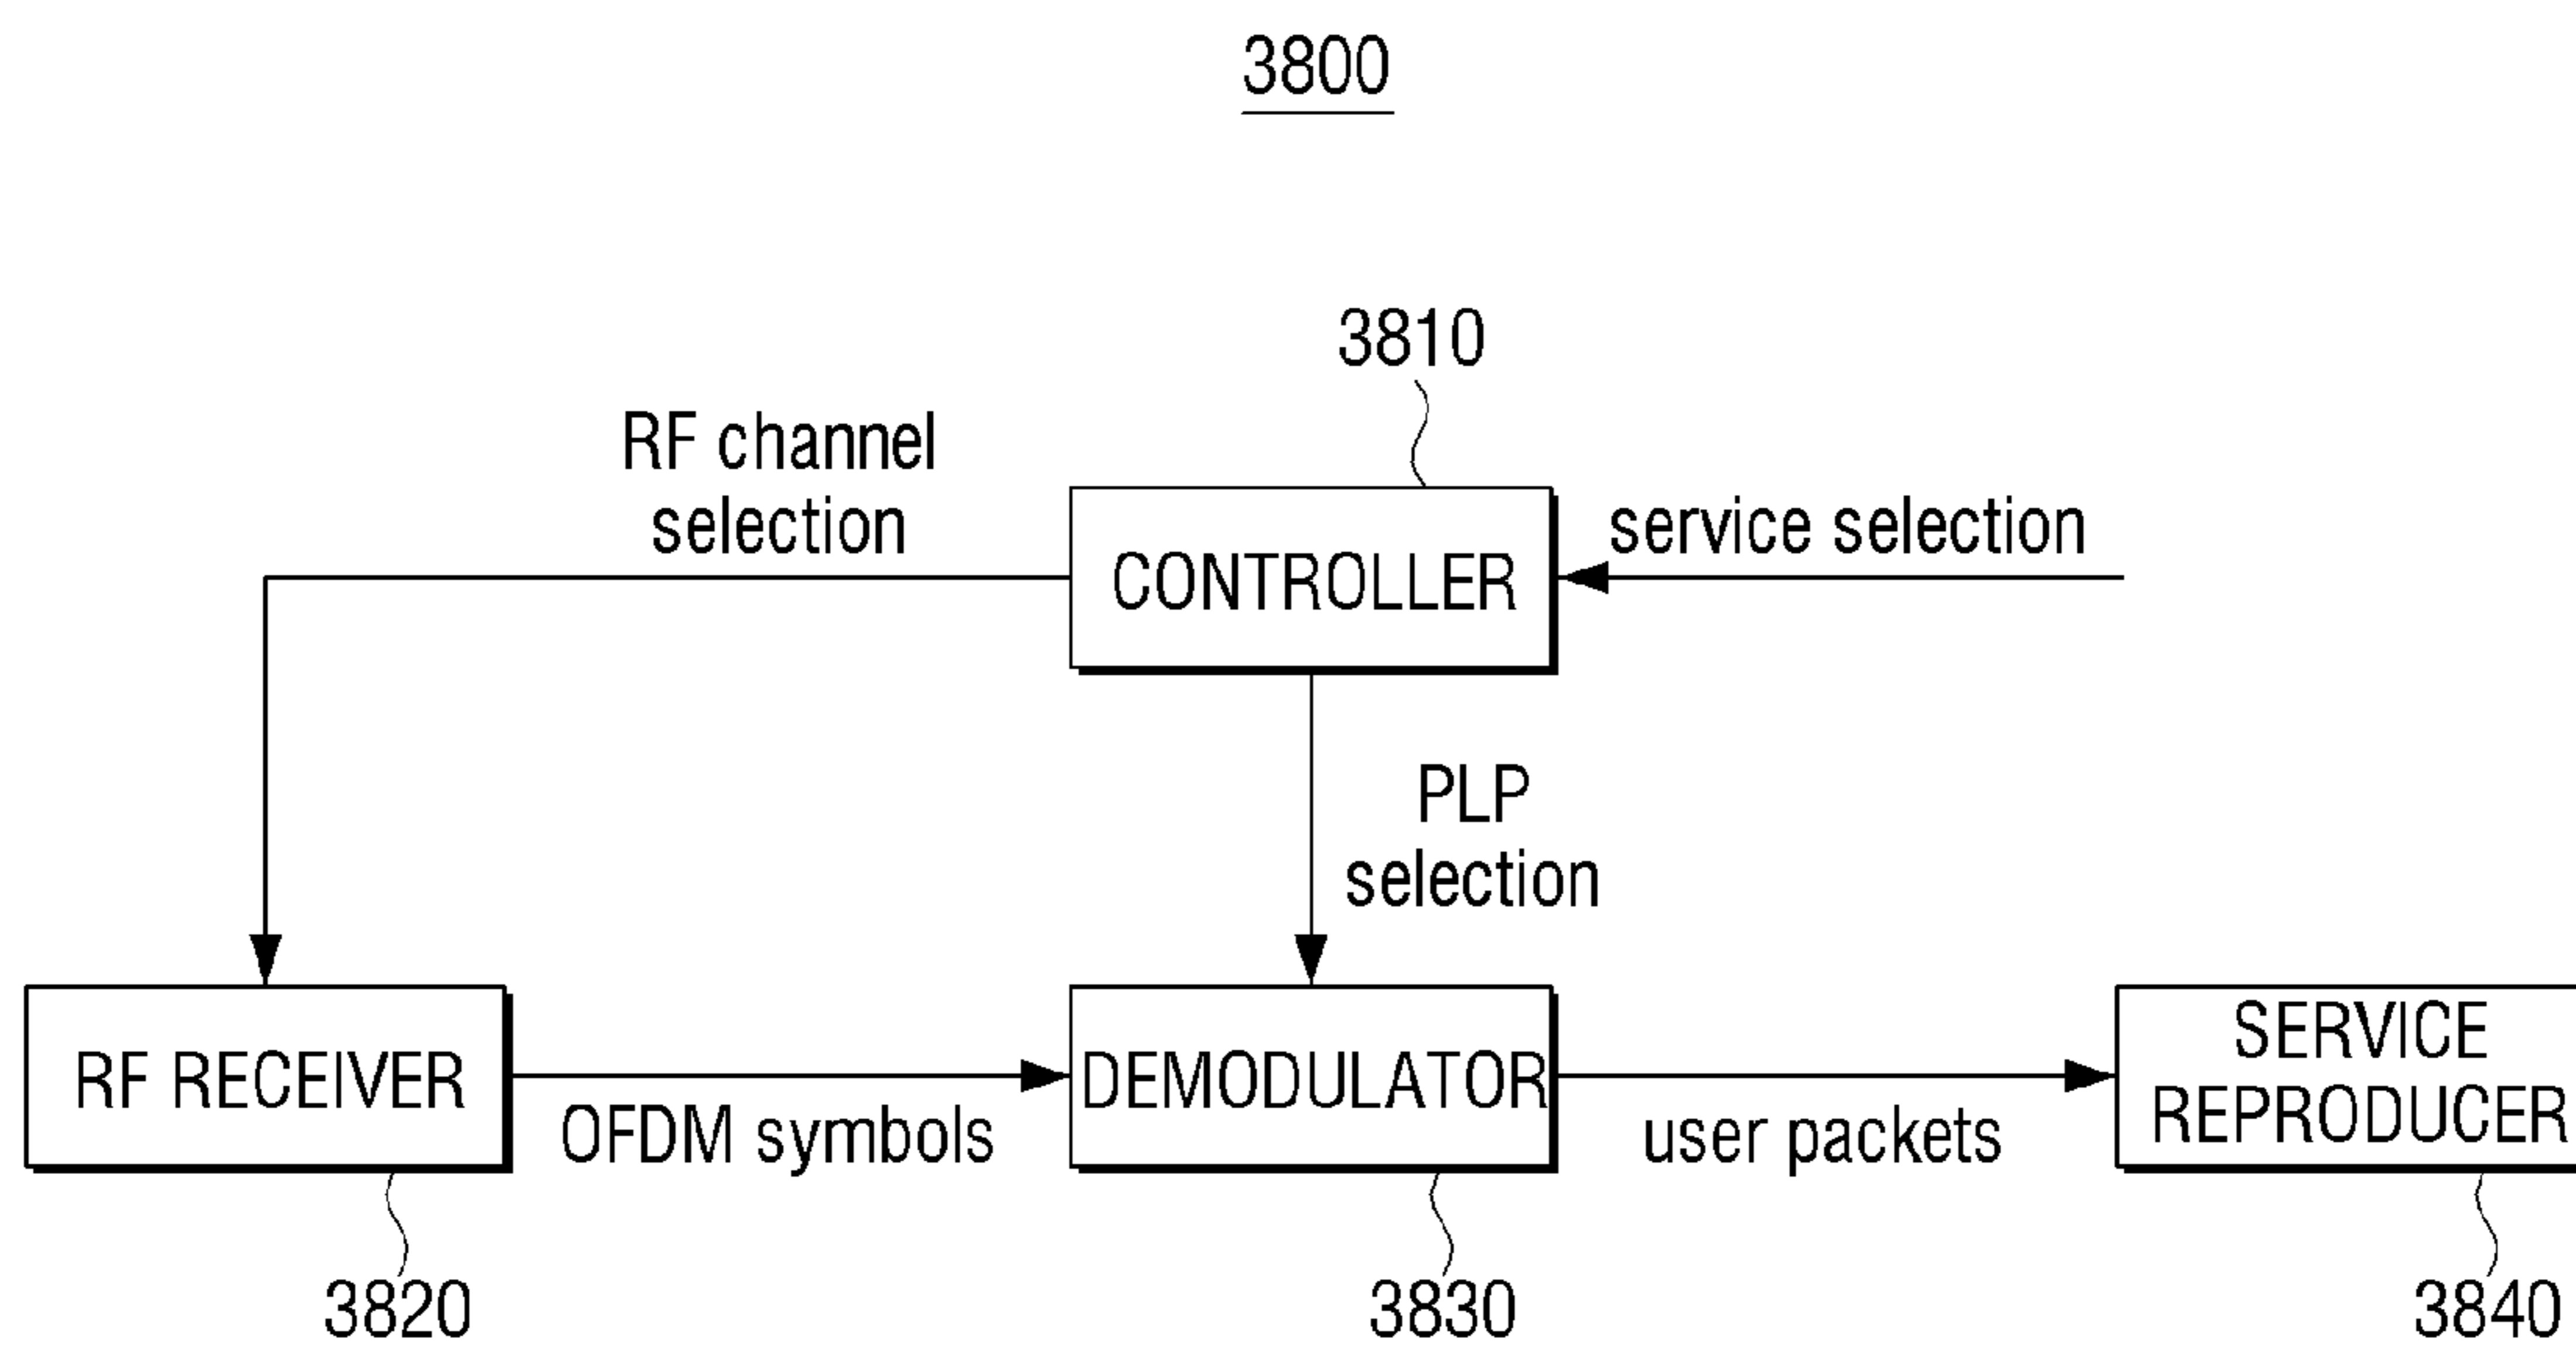 3800
3810
RF channel
selection
CONTROLLER
service selection
PLP
selection
RF RECEIVER
OFDM symbols
DEMODULATOR
user packets
SERVICE
REPRODUCER
3820
3830
3840